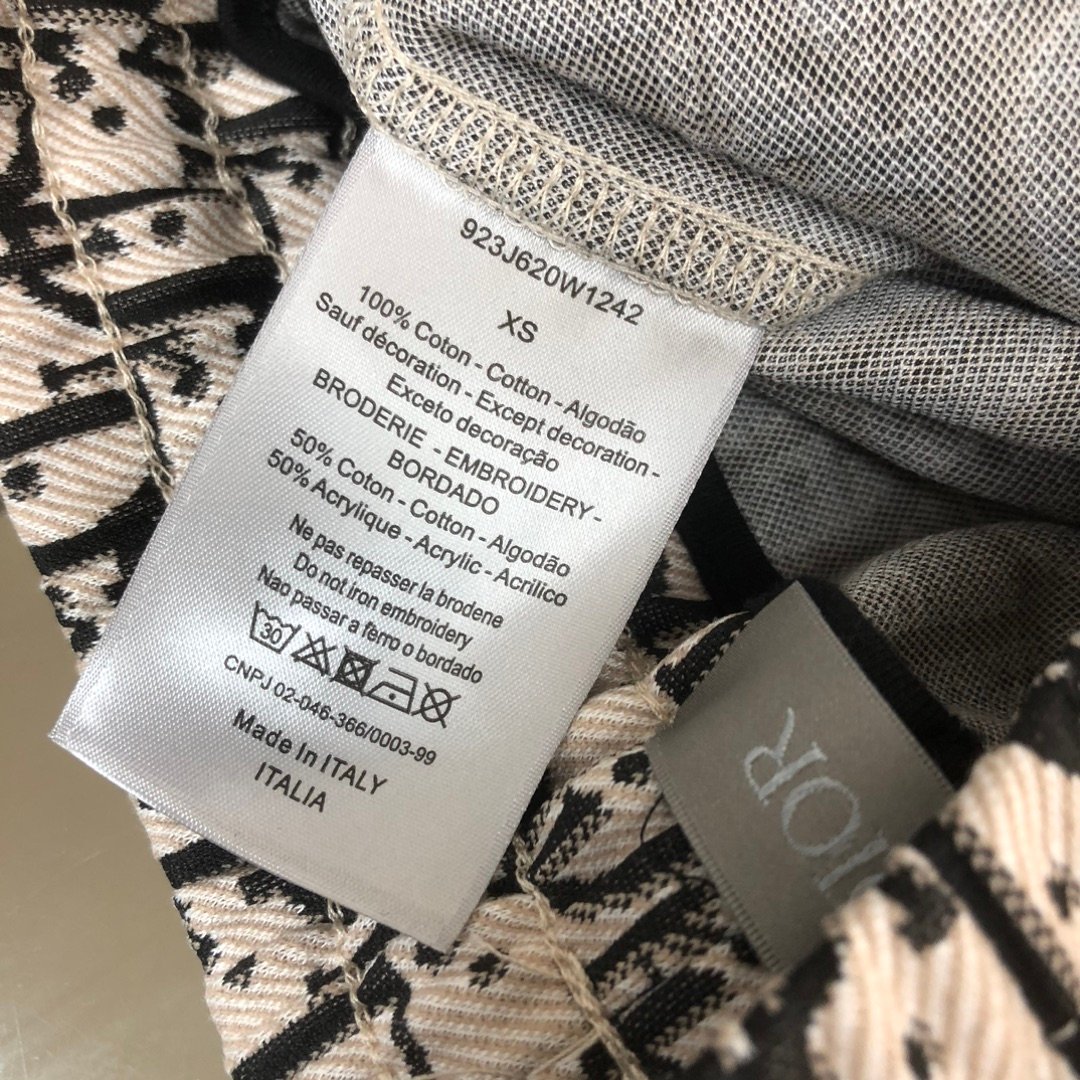 923J620W1242
XS
100% Coton - Cotton - Algodão
Sauf décoration - Except decoration -
Exceto decoração
BRODERIE - EMBROIDERY -
BORDADO
50% Coton - Cotton - Algodão
50% Acrylique - Acrylic - Acrilico
Ne pas repasser la brodene
Do not iron embroidery
Nao passar a ferro o bordado
30
CNPJ 02-046-366/0003-99
Made In ITALY
ITALIA
DIOR